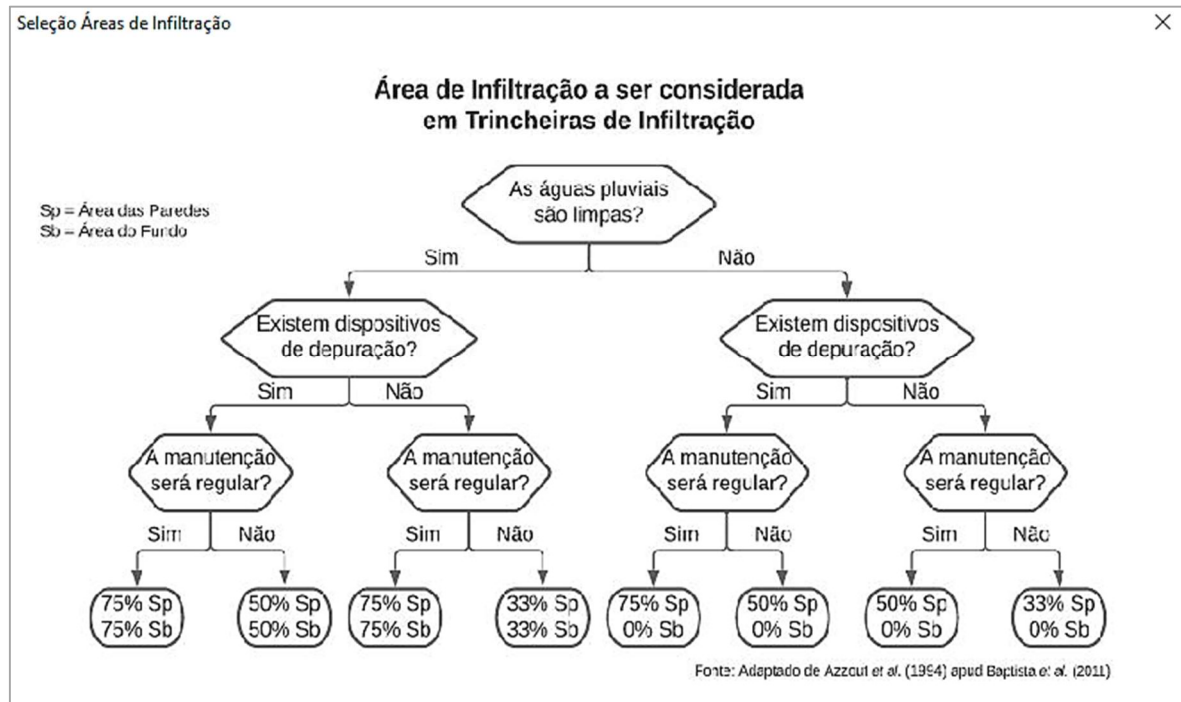 Seleção Áreas de Infiltração
Área de Infiltração a ser considerada
em Trincheiras de Infiltração
Sp = Área das Paredes
Sb = Área do Fundo
As águas pluviais
são limpas?
Sim
Não
Existem dispositivos
de depuração?
Existem dispositivos
de depuração?
Sim
Não
Sim
Não
A manutenção
será regular?
A manutenção
será regular?
A manutenção
será regular?
A manutenção
será regular?
Sim
Não
Sim
Não
Sim
Não
Sim
Não
75% Sp
75% Sb
50% Sp
50% Sb
75% Sp
75% Sb
33% Sp
33% Sb
75% Sp
0% Sb
50% Sp
0% Sb
50% Sp
0% Sb
33% Sp
0% Sb
Fonte: Adaptado de Azzout et al. (1994) apud Baptista et al. (2011)